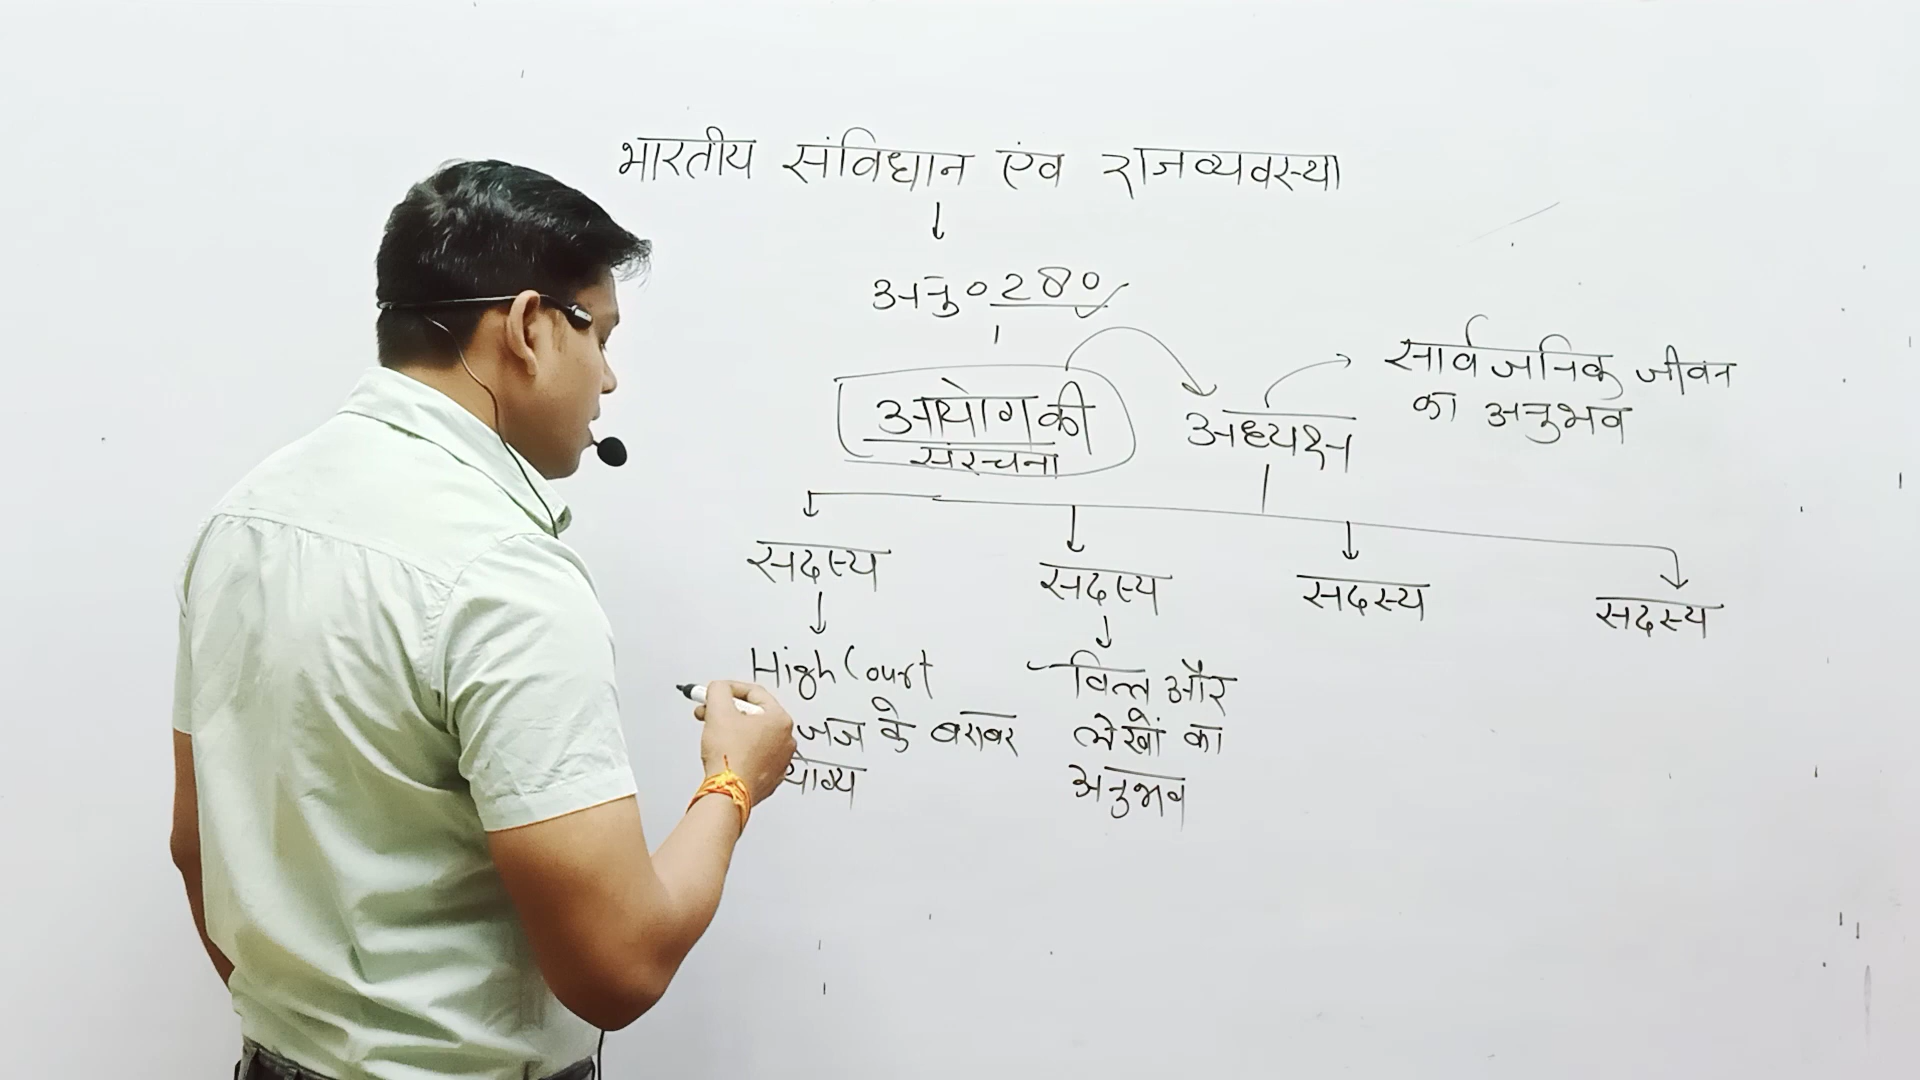 भारतीय संविधान एंव राजव्यवस्था
अनु० 280
आयोग की
संरचना
अध्यक्ष
सार्वजनिक जीवन
का अनुभव
सदस्य
सदस्य
सदस्य
सदस्य
High Court
जज के बराबर
योग्य
वित्त और
लेखों का
अनुभव